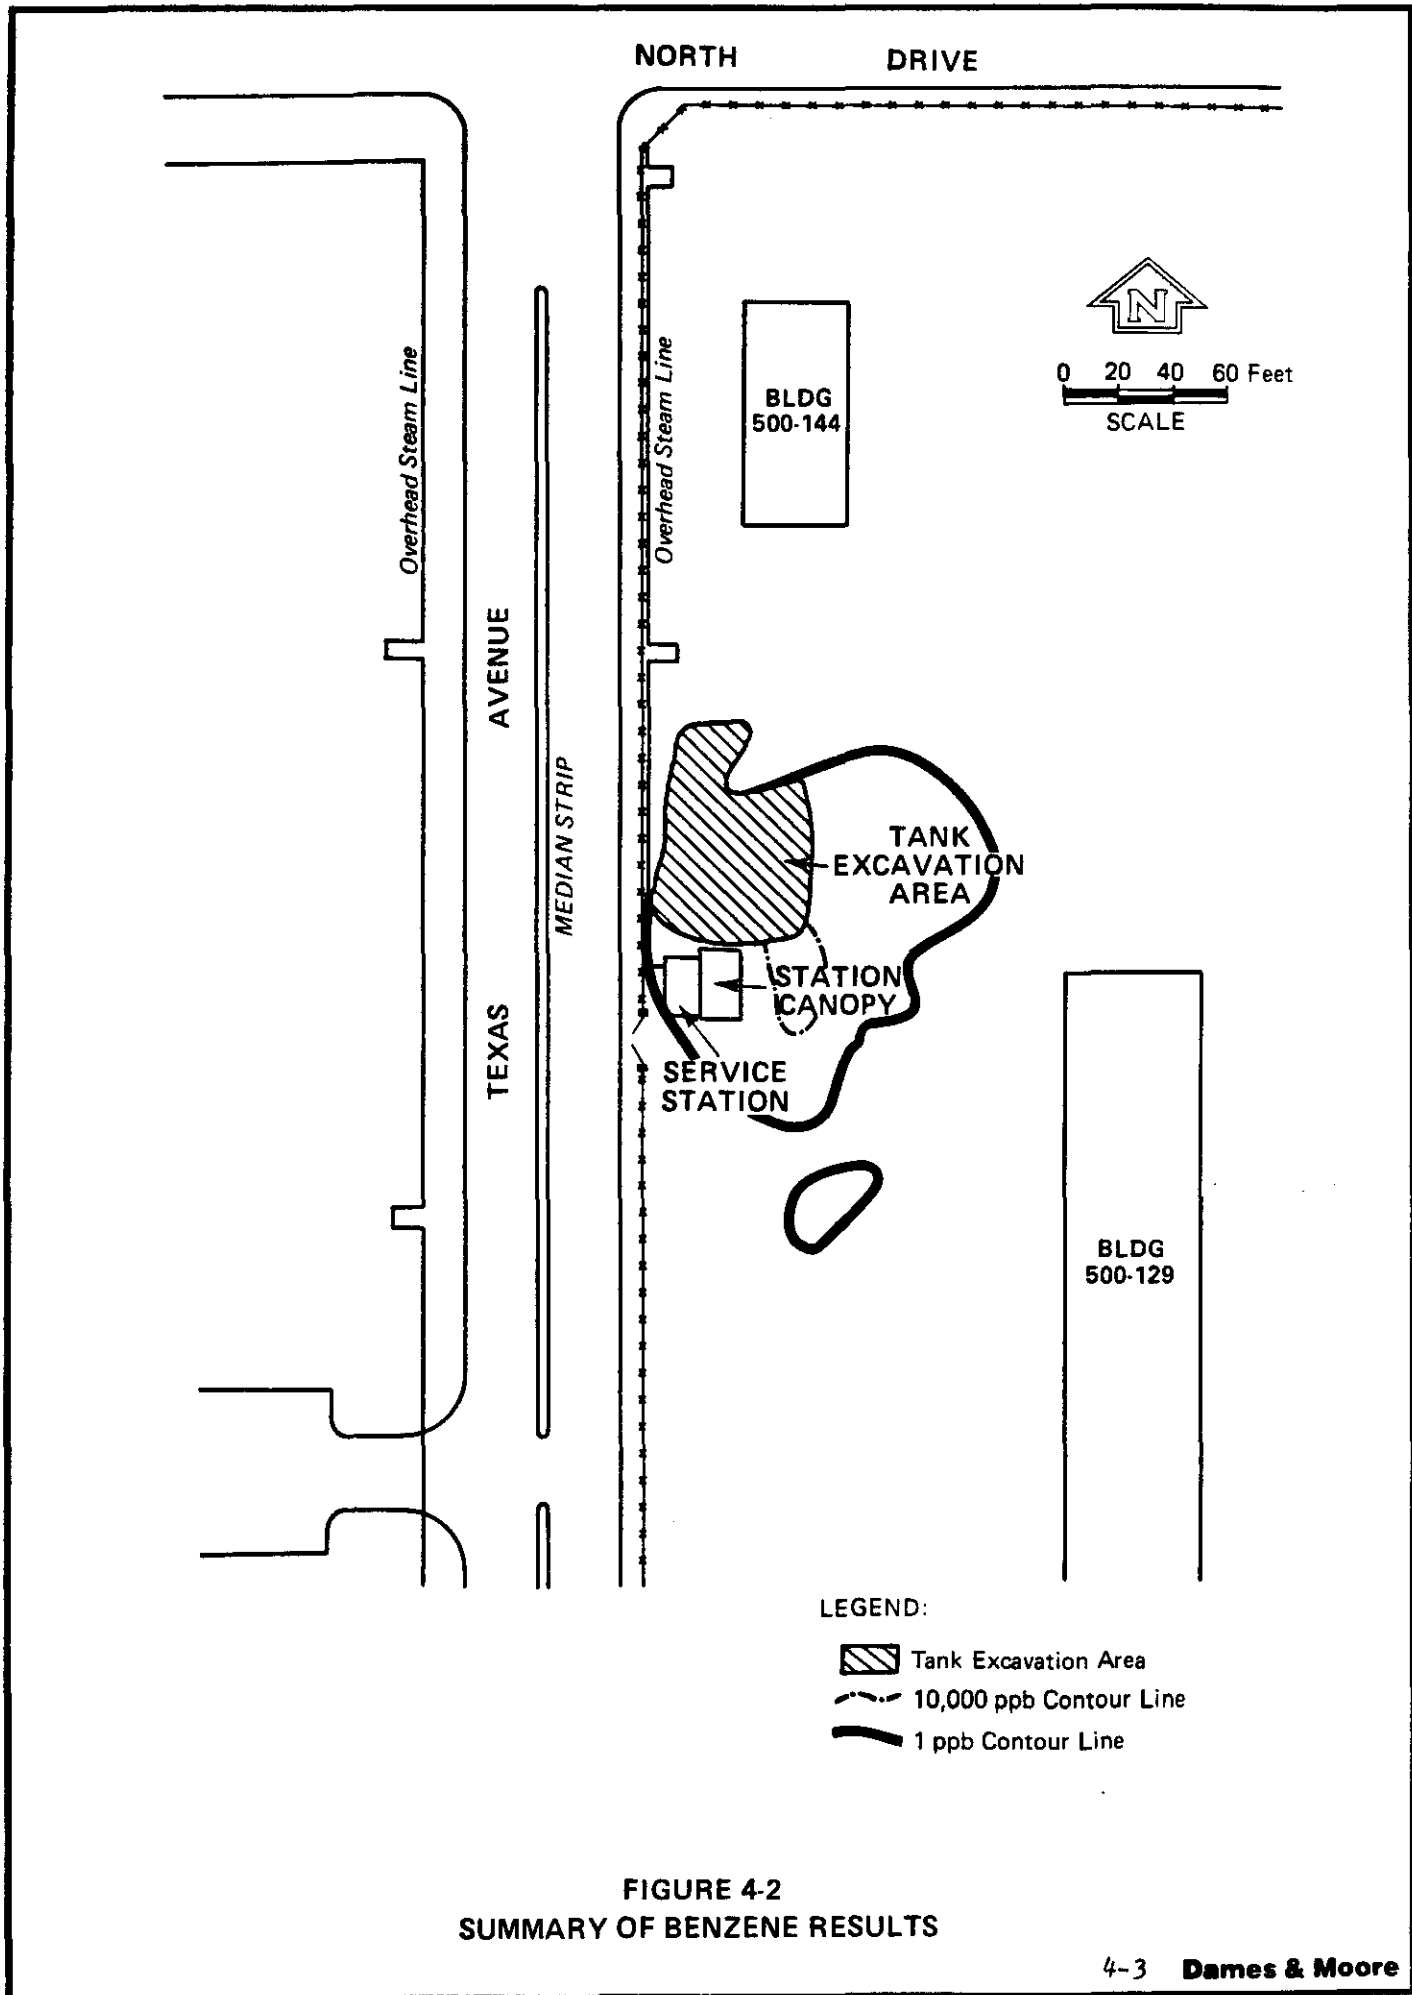 NORTH DRIVE
N
0 20 40 60 Feet
SCALE
Overhead Steam Line
Overhead Steam Line
BLDG
500-144
AVENUE
MEDIAN STRIP
TANK
EXCAVATION
AREA
STATION
CANOPY
TEXAS
SERVICE
STATION
BLDG
500-129
LEGEND:
Tank Excavation Area
10,000 ppb Contour Line
1 ppb Contour Line
FIGURE 4-2
SUMMARY OF BENZENE RESULTS
4-3 Dames & Moore